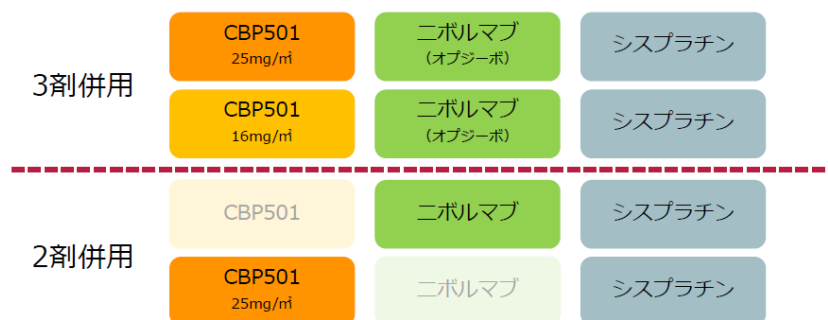 3剤併用
CBP501
25mg/㎡
ニボルマブ
(オプジーボ)
シスプラチン
CBP501
16mg/㎡
ニボルマブ
(オプジーボ)
シスプラチン
2剤併用
CBP501
ニボルマブ
シスプラチン
CBP501
25mg/㎡
ニボルマブ
シスプラチン